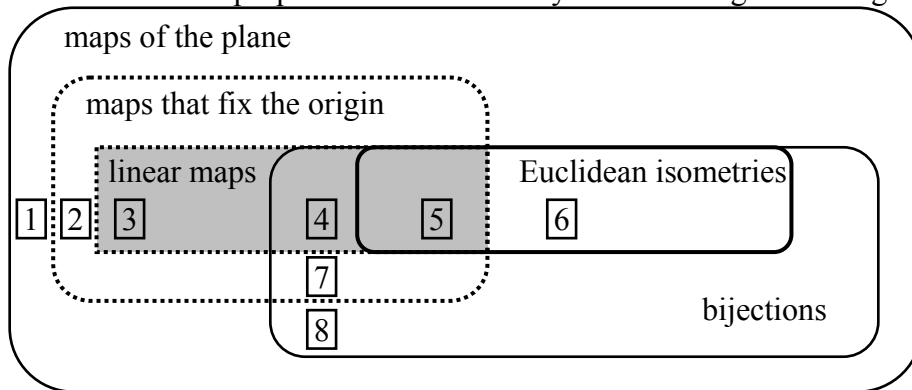 maps of the plane
maps that fix the origin
linear maps
Euclidean isometries
1 2 3 4 5 6
7
8
bijections